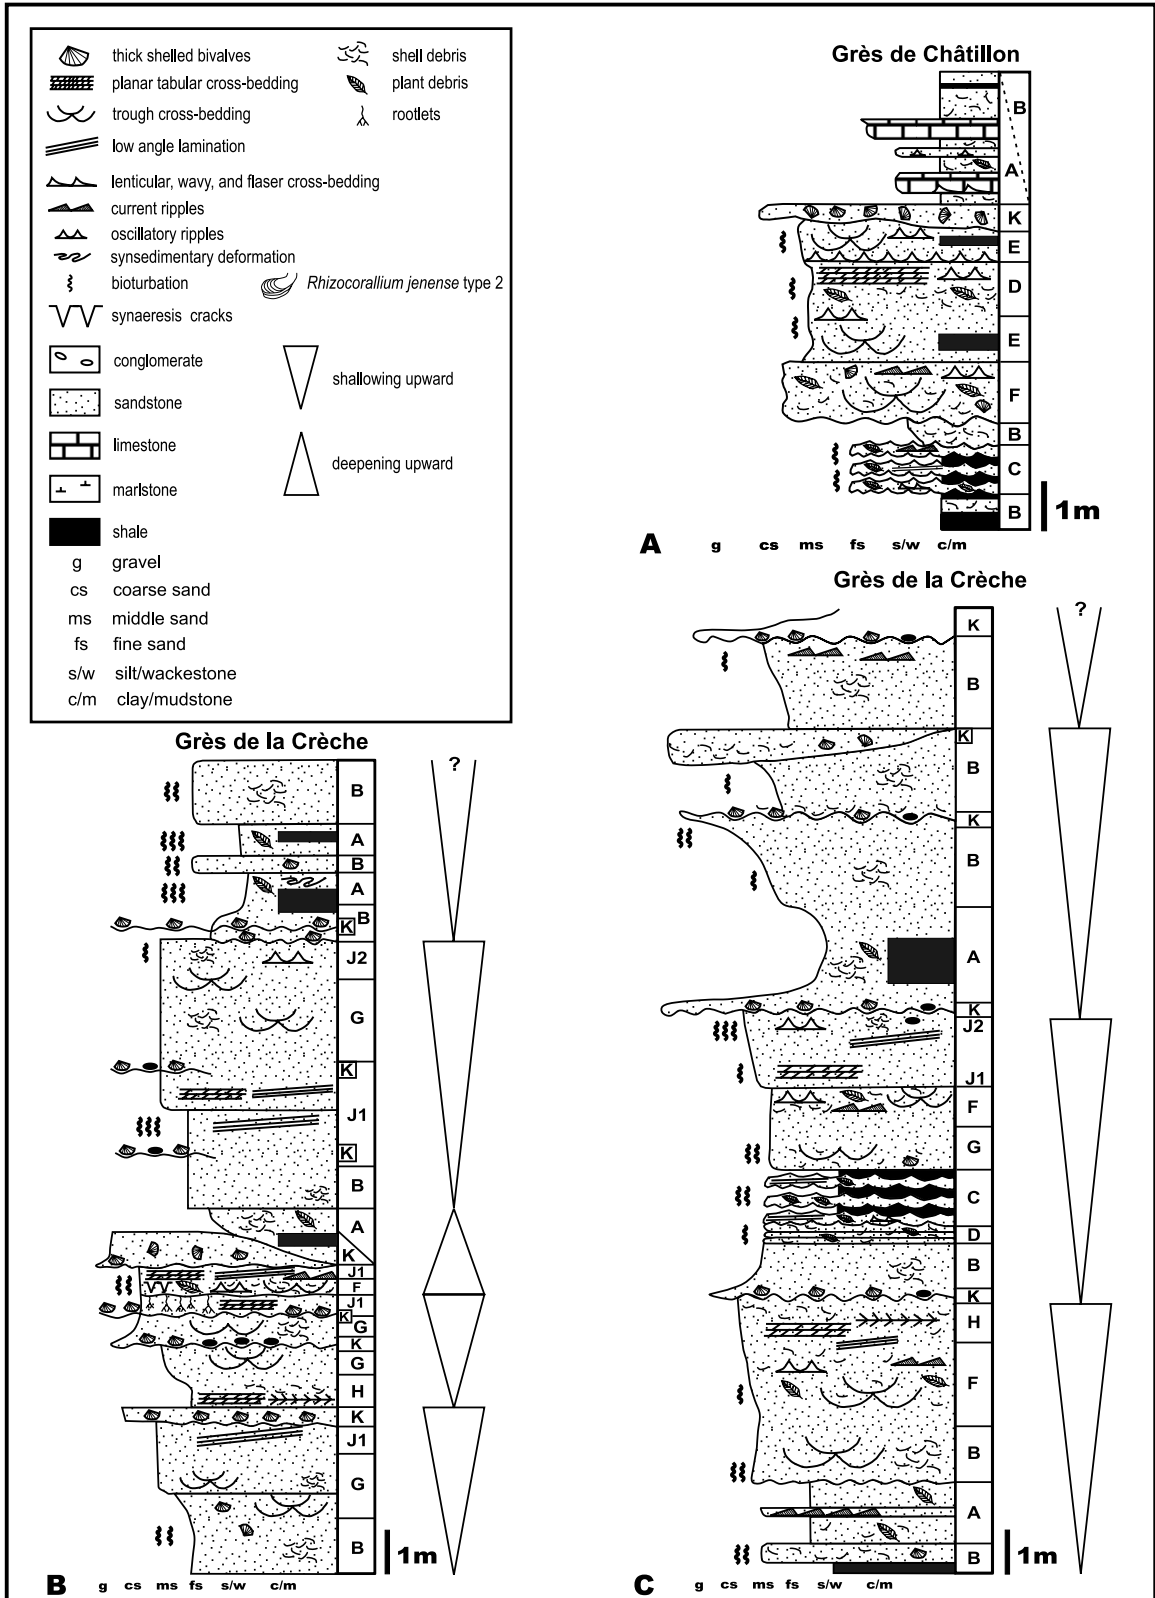 thick shelled bivalves
shell debris
planar tabular cross-bedding
plant debris
trough cross-bedding
rootlets
low angle lamination
lenticular, wavy, and flaser cross-bedding
current ripples
oscillatory ripples
synsedimentary deformation
bioturbation
Rhizocorallium jenense type 2
synaeresis cracks
conglomerate
shallowing upward
sandstone
limestone
deepening upward
marlstone
shale
g gravel
cs coarse sand
ms middle sand
fs fine sand
s/w silt/wackestone
c/m clay/mudstone
Grès de Châtillon
B
A
K
E
D
E
F
B
C
B
1m
A g cs ms fs s/w c/m
Grès de la Crèche
?
B
A
B
A
B
K
J2
G
K
J1
K
B
A
K
J1
F
J1
K
G
K
G
H
K
J1
G
B
1m
B g cs ms fs s/w c/m
Grès de la Crèche
?
K
B
K
B
K
B
A
K
J2
J1
F
G
C
D
B
K
H
F
B
A
B
1m
C g cs ms fs s/w c/m